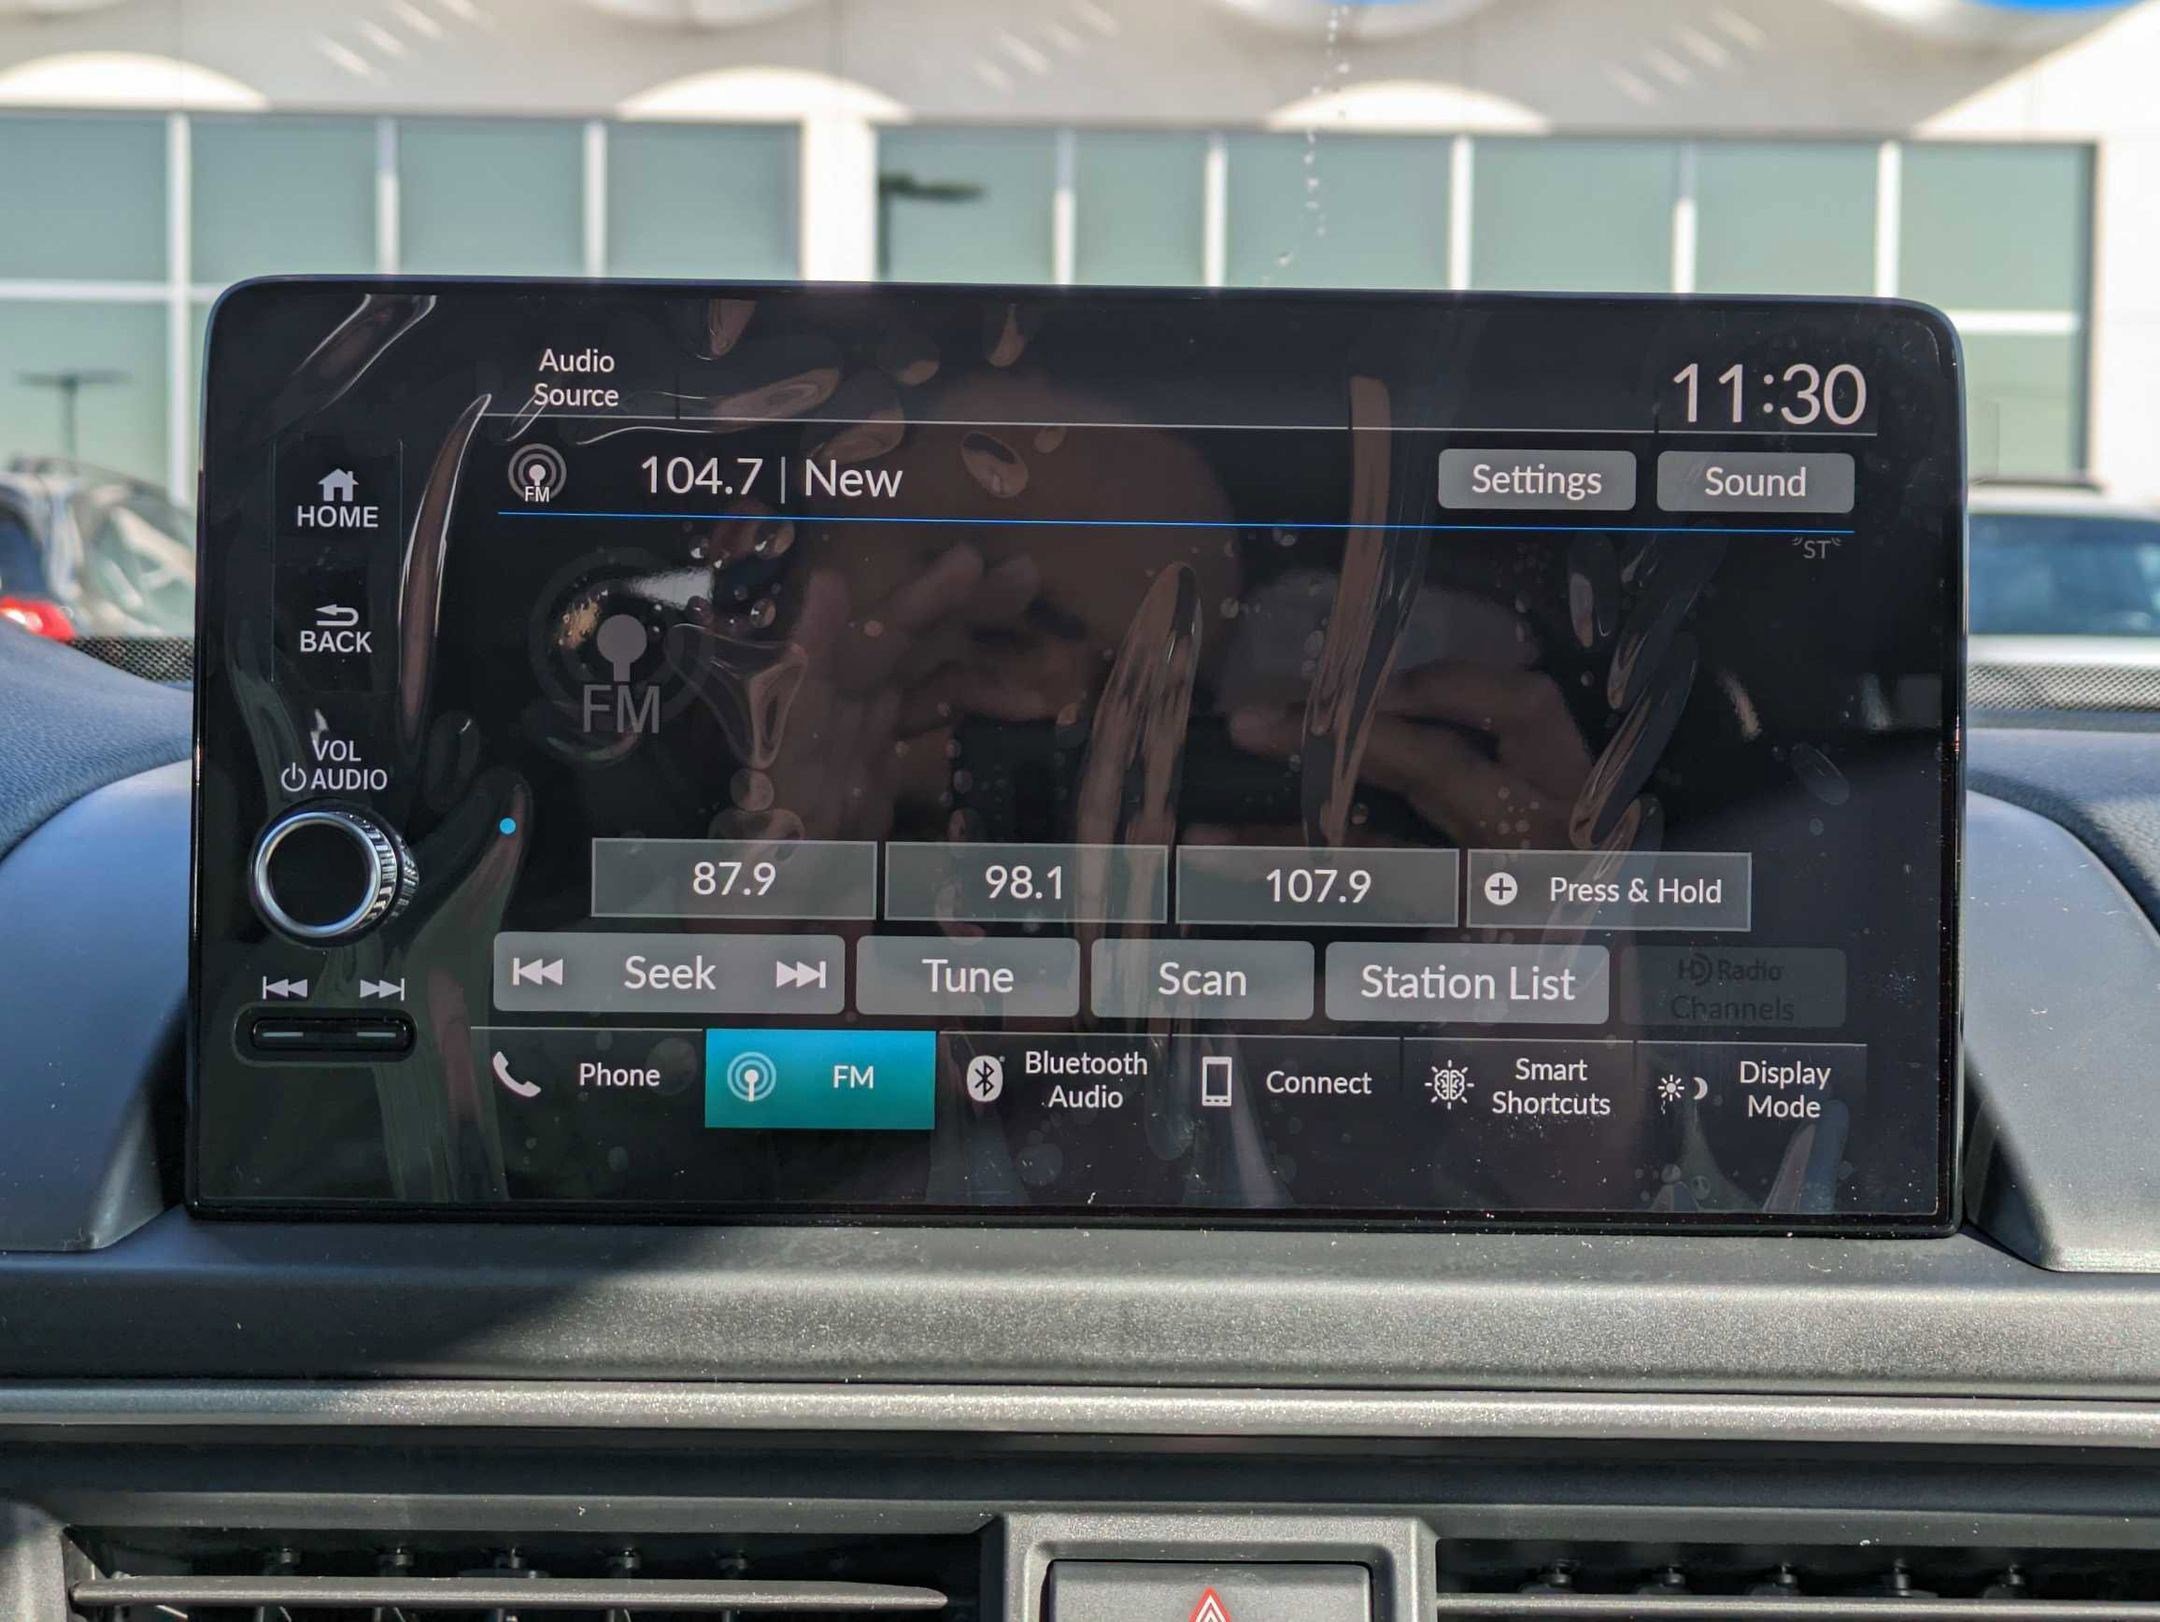 Audio
Source
11:30
FM
104.7 | New
Settings
Sound
ST
HOME
BACK
FM
VOL
AUDIO
87.9
98.1
107.9
Press & Hold
Seek
Tune
Scan
Station List
HD Radio
Channels
Phone
FM
Bluetooth
Audio
Connect
Smart
Shortcuts
Display
Mode